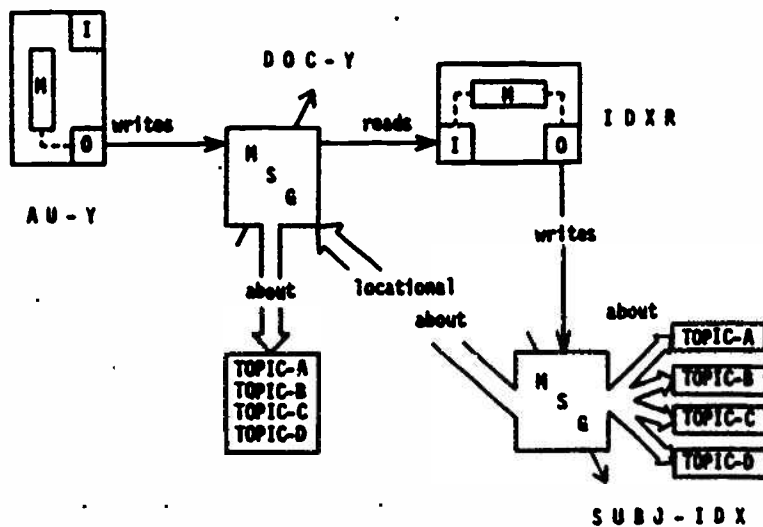 I
DOC-Y
M
M
IDXR
writes
reads
O
I
O
M
S
G
AU-Y
writes
about
locational
about
about
TOPIC-A
TOPIC-B
TOPIC-C
TOPIC-D
M
S
G
TOPIC-A
TOPIC-B
TOPIC-C
TOPIC-D
SUBJ-IDX